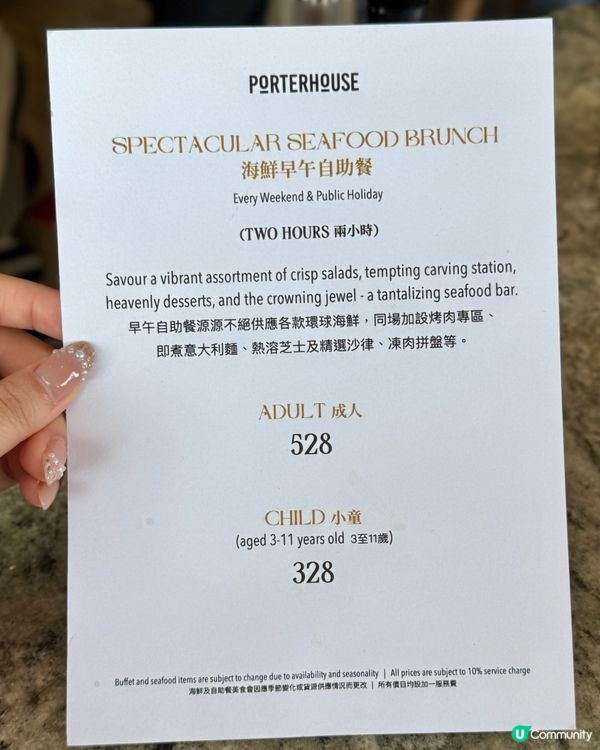 PORTERHOUSE
SPECTACULAR SEAFOOD BRUNCH
海鮮早午自助餐
Every Weekend & Public Holiday
(TWO HOURS 兩小時)
Savour a vibrant assortment of crisp salads, tempting carving station,
heavenly desserts, and the crowning jewel - a tantalizing seafood bar.
早午自助餐源源不絕供應各款環球海鮮，同場加設烤肉專區、
即煮意大利麵、熱溶芝士及精選沙律、凍肉拼盤等。
ADULT 成人
528
CHILD 小童
(aged 3-11 years old 3至11歲)
328
Buffet and seafood items are subject to change due to availability and seasonality | All prices are subject to 10% service charge
海鮮及自助餐美食會因應季節變化或貨源供應情況而更改 | 所有價目均設加一服務費
U Community